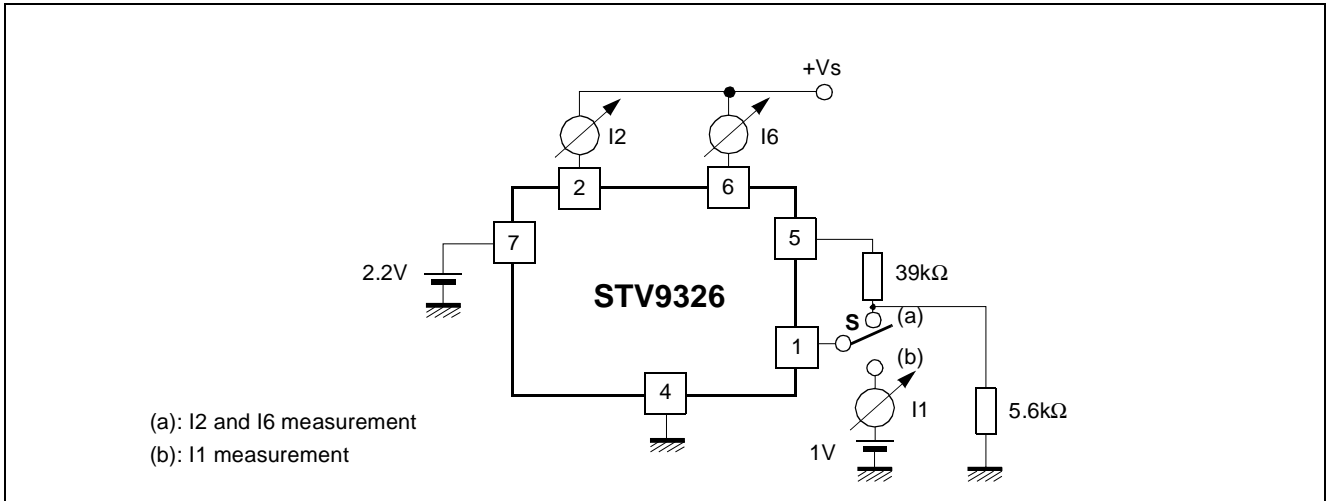 +Vs
I2
I6
2
6
7
5
2.2V
39kΩ
STV9326
S
(a)
1
(b)
4
I1
5.6kΩ
(a): I2 and I6 measurement
(b): I1 measurement
1V